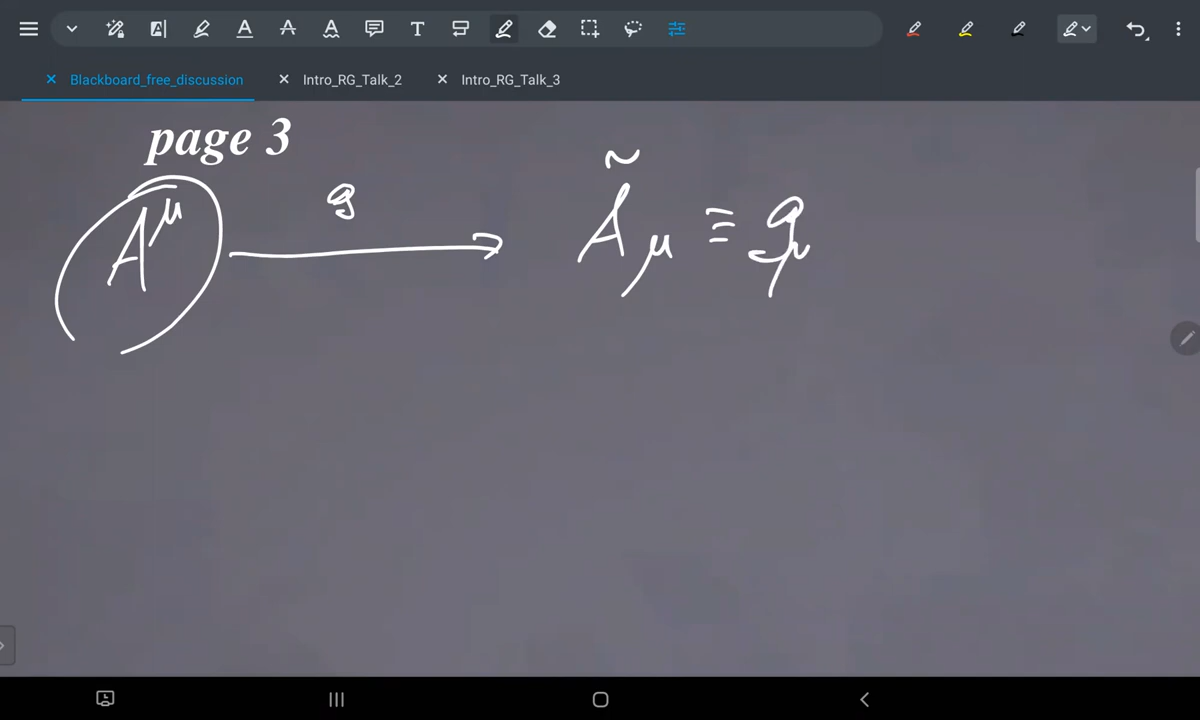 Blackboard_free_discussion Intro_RG_Talk_2 Intro_RG_Talk_3
page 3
g
A^μ → Ã_μ ≡ g